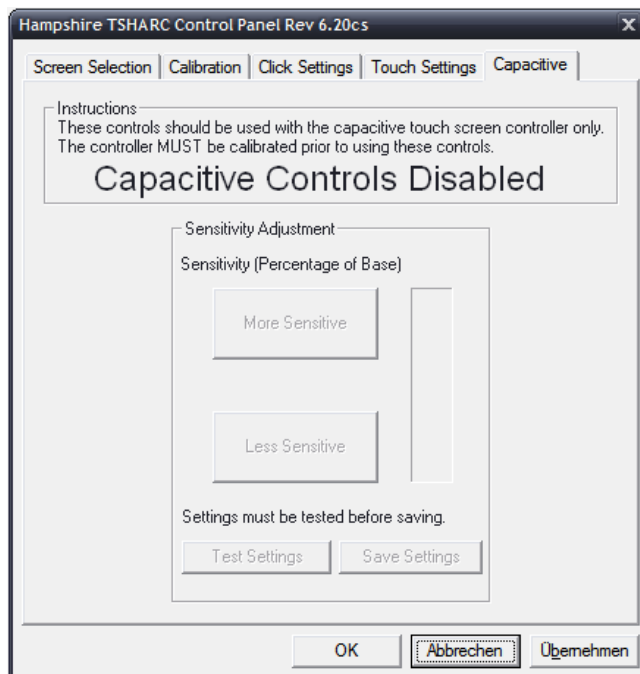 Hampshire TSHARC Control Panel Rev 6.20cs
Screen Selection Calibration Click Settings Touch Settings Capacitive
Instructions
These controls should be used with the capacitive touch screen controller only.
The controller MUST be calibrated prior to using these controls.
Capacitive Controls Disabled
Sensitivity Adjustment
Sensitivity (Percentage of Base)
More Sensitive
Less Sensitive
Settings must be tested before saving.
Test Settings Save Settings
OK Abbrechen Übernehmen